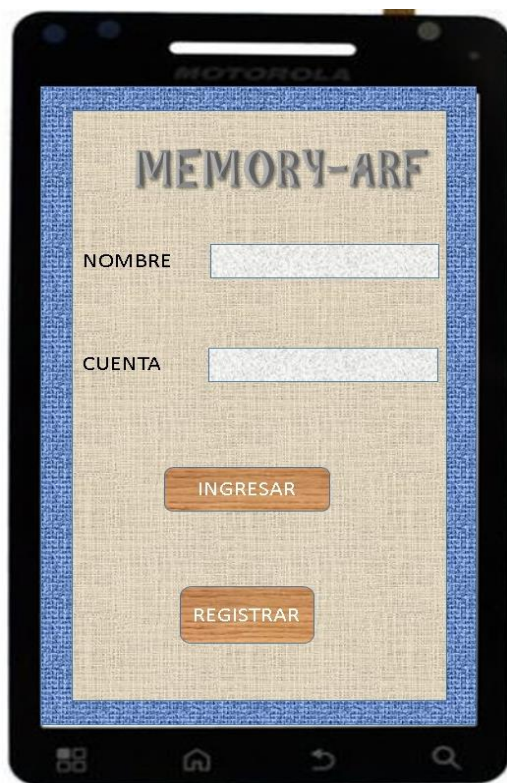 MOTOROLA
MEMORY-ARF
NOMBRE
CUENTA
INGRESAR
REGISTRAR